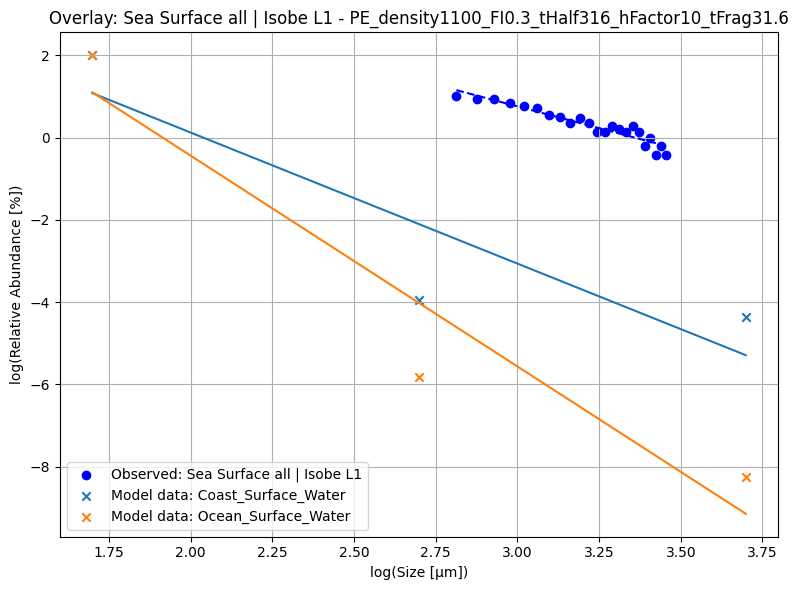 Overlay: Sea Surface all | Isobe L1 - PE_density1100_FI0.3_tHalf316_hFactor10_tFrag31.6
log(Relative Abundance [%])
2
0
−2
−4
−6
−8
Observed: Sea Surface all | Isobe L1
Model data: Coast_Surface_Water
Model data: Ocean_Surface_Water
1.75 2.00 2.25 2.50 2.75 3.00 3.25 3.50 3.75
log(Size [µm])